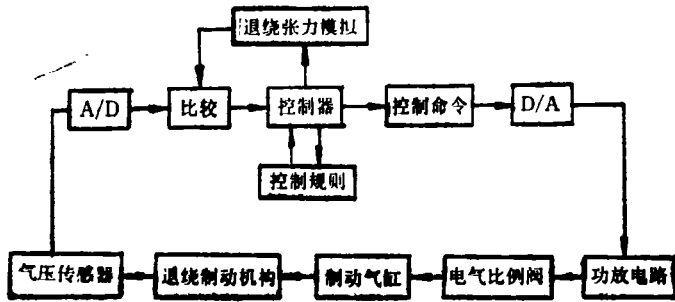 退绕张力模拟
A/D
比较
控制器
控制命令
D/A
控制规则
气压传感器
退绕制动机构
制动气缸
电气比例阀
功放电路